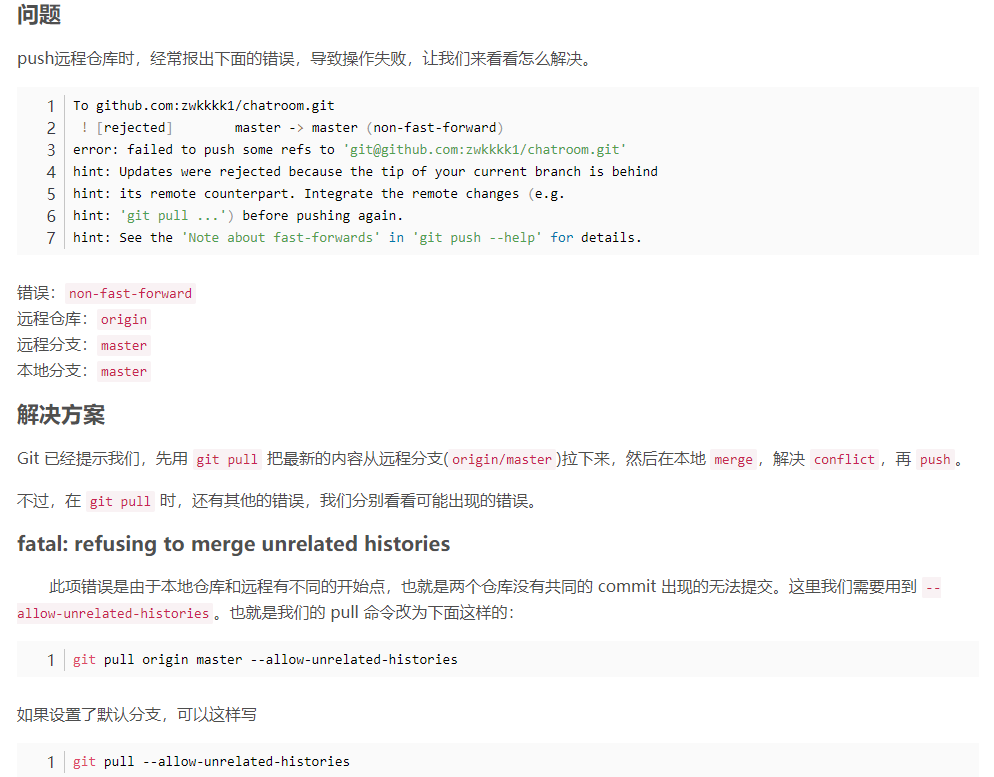 问题
push远程仓库时，经常报出下面的错误，导致操作失败，让我们来看看怎么解决。
1 To github.com:zwkkkk1/chatroom.git
2  ! [rejected]        master -> master (non-fast-forward)
3 error: failed to push some refs to 'git@github.com:zwkkkk1/chatroom.git'
4 hint: Updates were rejected because the tip of your current branch is behind
5 hint: its remote counterpart. Integrate the remote changes (e.g.
6 hint: 'git pull ...') before pushing again.
7 hint: See the 'Note about fast-forwards' in 'git push --help' for details.
错误：non-fast-forward
远程仓库：origin
远程分支：master
本地分支：master
解决方案
Git 已经提示我们，先用 git pull 把最新的内容从远程分支(origin/master)拉下来，然后在本地 merge，解决 conflict，再 push。
不过，在 git pull 时，还有其他的错误，我们分别看看可能出现的错误。
fatal: refusing to merge unrelated histories
此项错误是由于本地仓库和远程有不同的开始点，也就是两个仓库没有共同的 commit 出现的无法提交。这里我们需要用到 --
allow-unrelated-histories。也就是我们的 pull 命令改为下面这样的：
1 git pull origin master --allow-unrelated-histories
如果设置了默认分支，可以这样写
1 git pull --allow-unrelated-histories